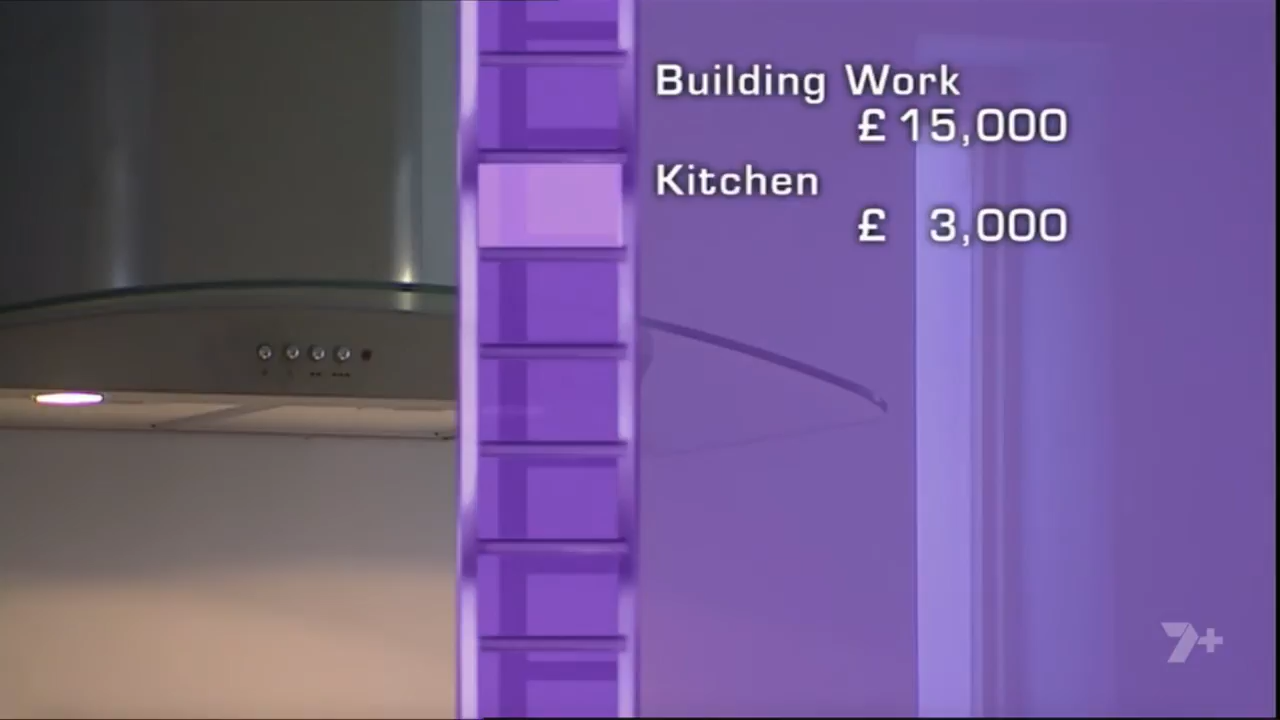 Building Work
£ 15,000
Kitchen
£ 3,000
7+